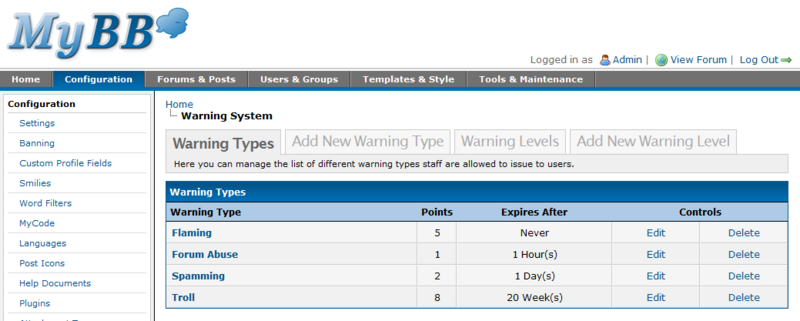 MyBB
Logged in as Admin | View Forum | Log Out
Home Configuration Forums & Posts Users & Groups Templates & Style Tools & Maintenance
Configuration
Settings
Banning
Custom Profile Fields
Smilies
Word Filters
MyCode
Languages
Post Icons
Help Documents
Plugins
Home
Warning System
Warning Types Add New Warning Type Warning Levels Add New Warning Level
Here you can manage the list of different warning types staff are allowed to issue to users.
Warning Types
Warning Type Points Expires After Controls
Flaming 5 Never Edit Delete
Forum Abuse 1 1 Hour(s) Edit Delete
Spamming 2 1 Day(s) Edit Delete
Troll 8 20 Week(s) Edit Delete